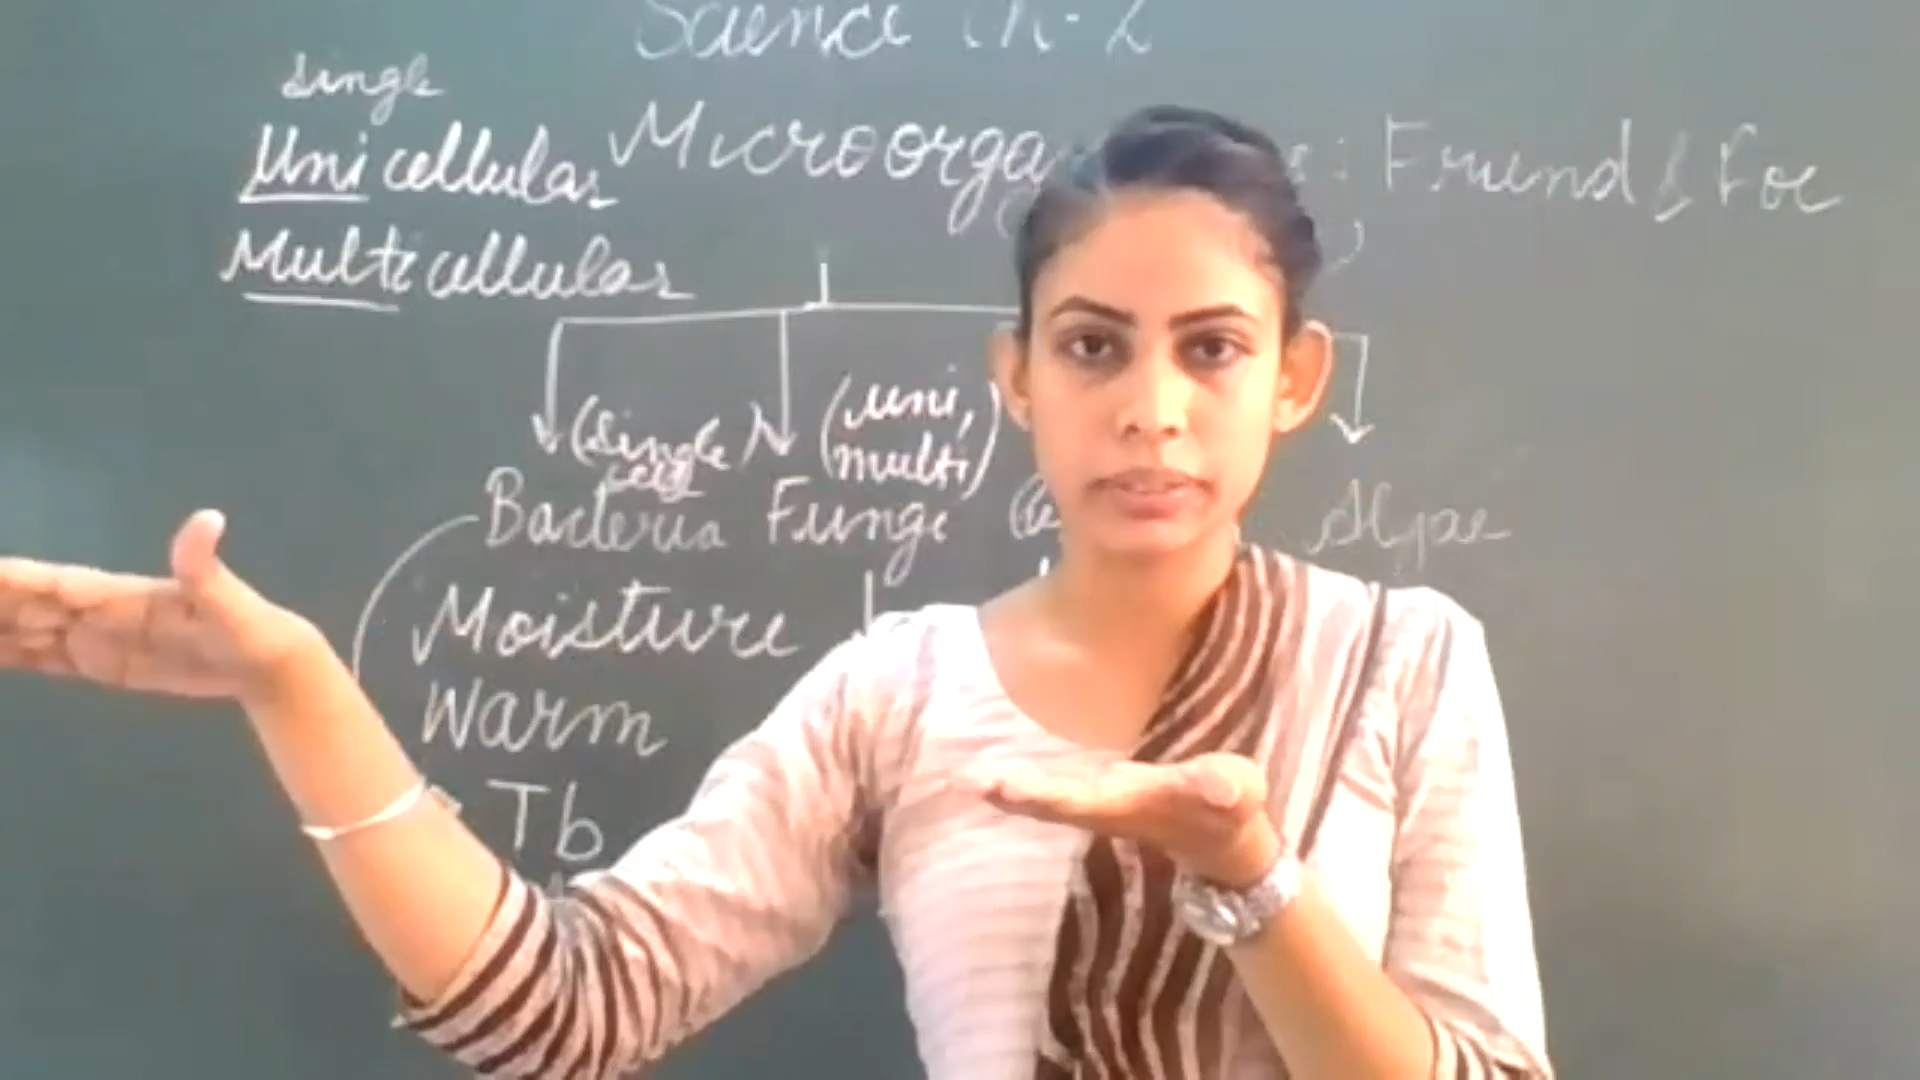 Science Ch-2
Single
Unicellular
Microorga : Friend & Foe
Multicellular
(Single cell) (uni, multi)
Bacteria Fungi Algae
Moisture
Warm
Tb